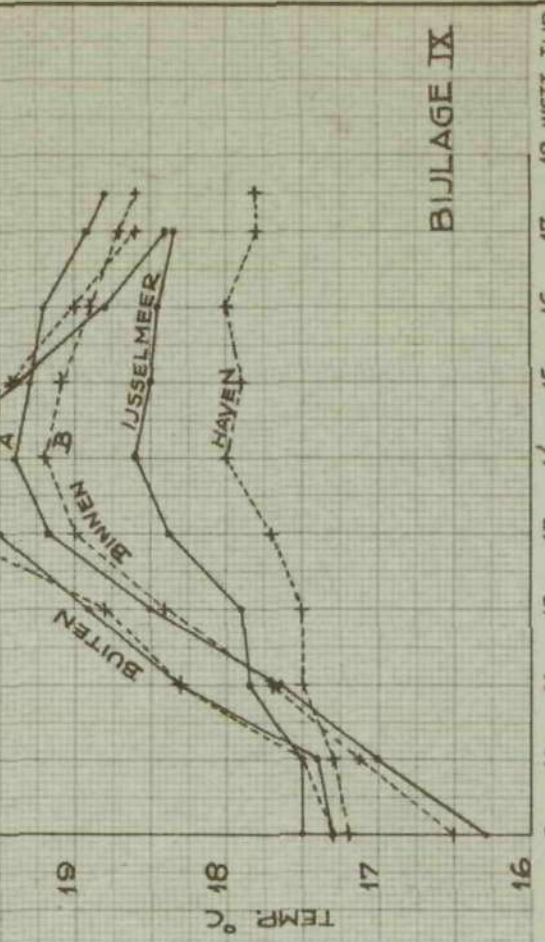 BIJLAGE IX
A
B
IJSSELMEER
HAVEN
BINNEN
BUITEN
19
18
17
16
TEMP. °C